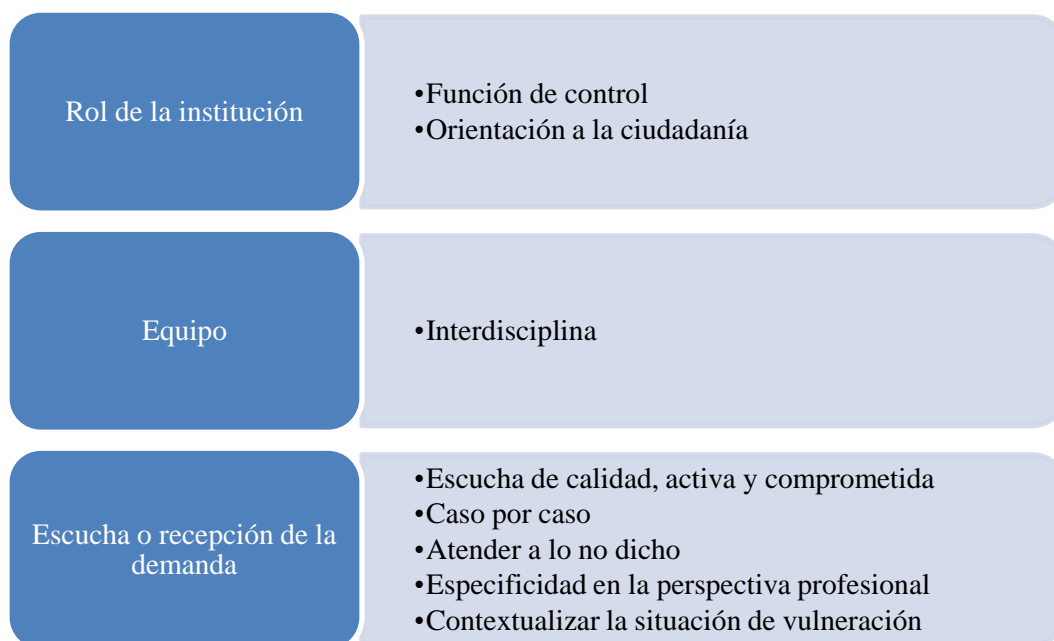 Rol de la institución
•Función de control
•Orientación a la ciudadanía
Equipo
•Interdisciplina
Escucha o recepción de la
demanda
•Escucha de calidad, activa y comprometida
•Caso por caso
•Atender a lo no dicho
•Especificidad en la perspectiva profesional
•Contextualizar la situación de vulneración